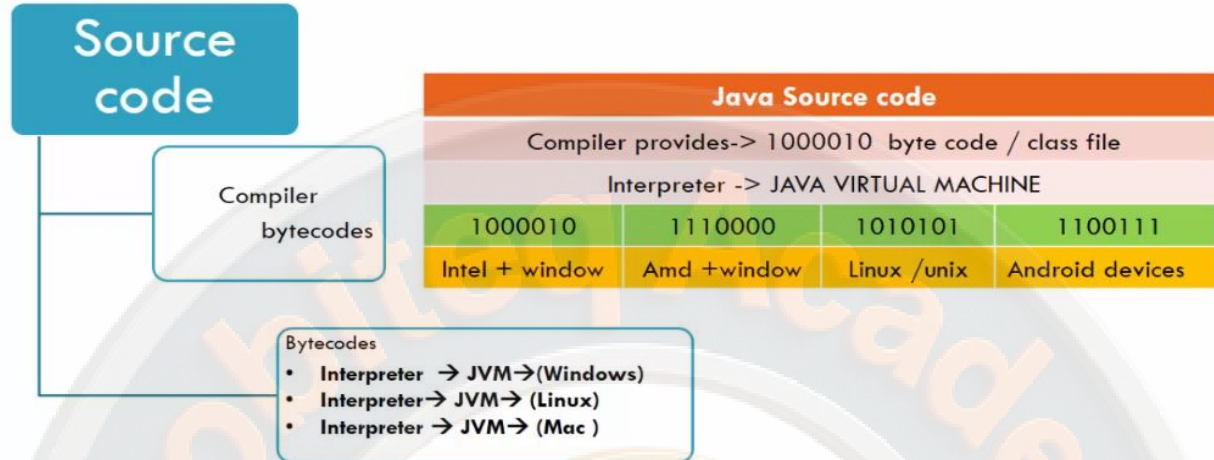 Source
code
Compiler
bytecodes
Java Source code
Compiler provides-> 1000010 byte code / class file
Interpreter -> JAVA VIRTUAL MACHINE
1000010 1110000 1010101 1100111
Intel + window Amd +window Linux /unix Android devices
Bytecodes
• Interpreter → JVM→(Windows)
• Interpreter→ JVM→ (Linux)
• Interpreter → JVM→ (Mac )
obiteq Acade